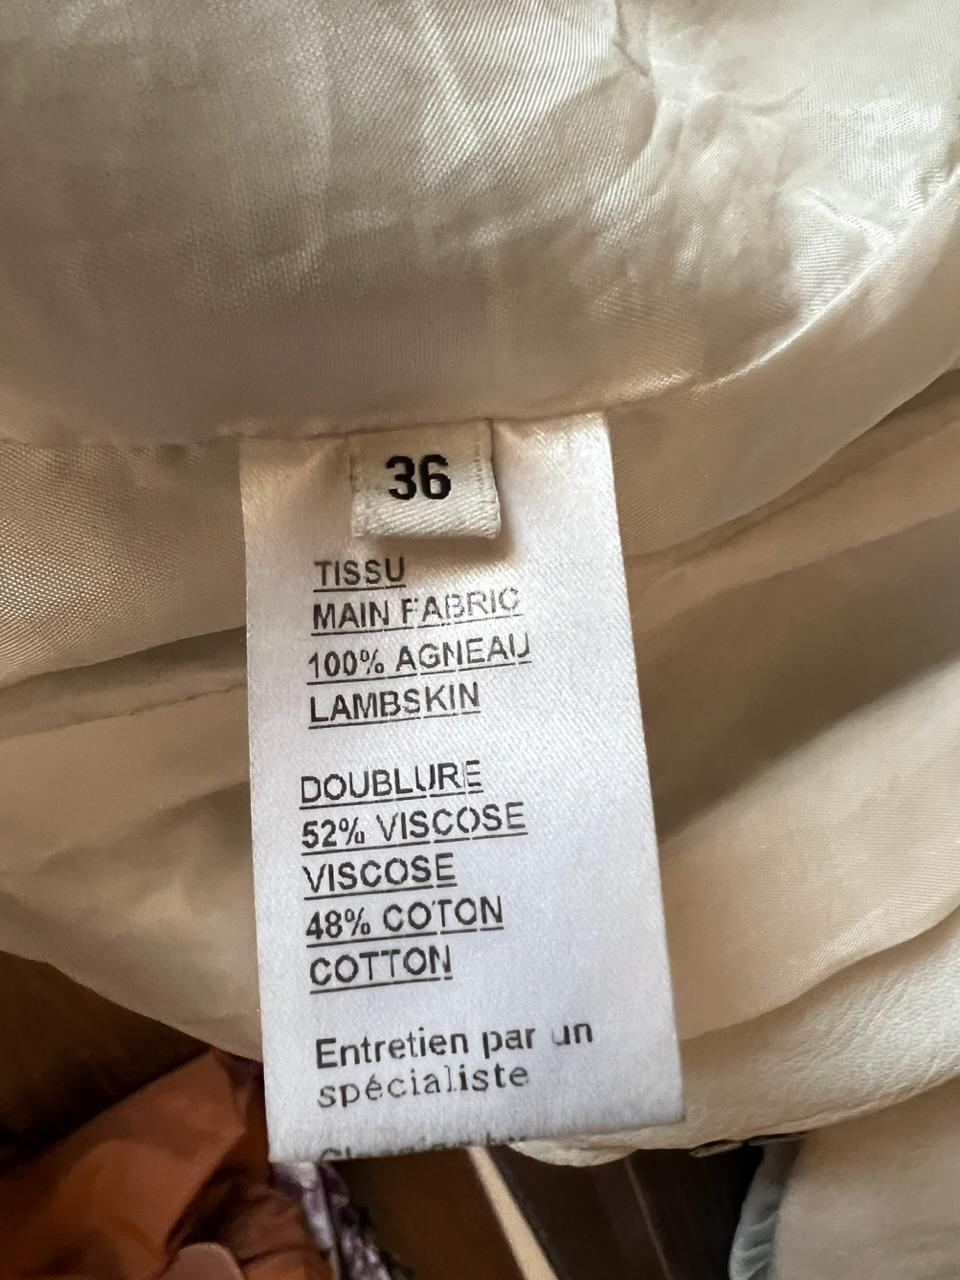 36
TISSU
MAIN FABRIC
100% AGNEAU
LAMBSKIN
DOUBLURE
52% VISCOSE
VISCOSE
48% COTON
COTTON
Entretien par un
spécialiste